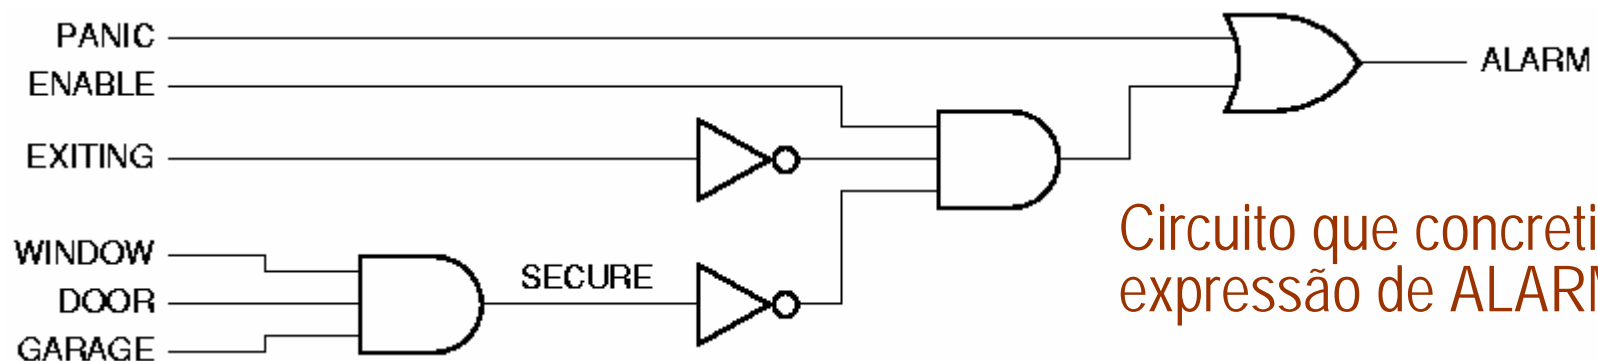 PANIC
ALARM
ENABLE
EXITING
WINDOW
SECURE
DOOR
GARAGE
Circuito que concreti
expressão de ALAR